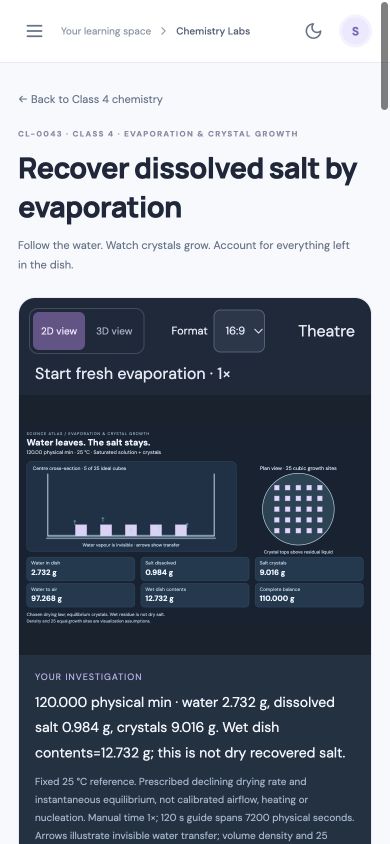 Your learning space > Chemistry Labs S
← Back to Class 4 chemistry
CL-0043 · CLASS 4 · EVAPORATION & CRYSTAL GROWTH
Recover dissolved salt by
evaporation
Follow the water. Watch crystals grow. Account for everything left
in the dish.
2D view 3D view Format 16:9 Theatre
Start fresh evaporation · 1×
SCIENCE ATLAS / EVAPORATION & CRYSTAL GROWTH
Water leaves. The salt stays.
120.00 physical min · 25 °C · Saturated solution + crystals
Centre cross-section · 5 of 25 ideal cubes
Plan view · 25 cubic growth sites
Water vapour is invisible · arrows show transfer
Crystal tops above residual liquid
Water in dish
2.732 g
Salt dissolved
0.984 g
Salt crystals
9.016 g
Water to air
97.268 g
Wet dish contents
12.732 g
Complete balance
110.000 g
Chosen drying law; equilibrium crystals. Wet residue is not dry salt.
Density and 25 equal growth sites are visualization assumptions.
YOUR INVESTIGATION
120.000 physical min · water 2.732 g, dissolved
salt 0.984 g, crystals 9.016 g. Wet dish
contents=12.732 g; this is not dry recovered salt.
Fixed 25 °C reference. Prescribed declining drying rate and
instantaneous equilibrium, not calibrated airflow, heating or
nucleation. Manual time 1×; 120 s guide spans 7200 physical seconds.
Arrows illustrate invisible water transfer; volume density and 25